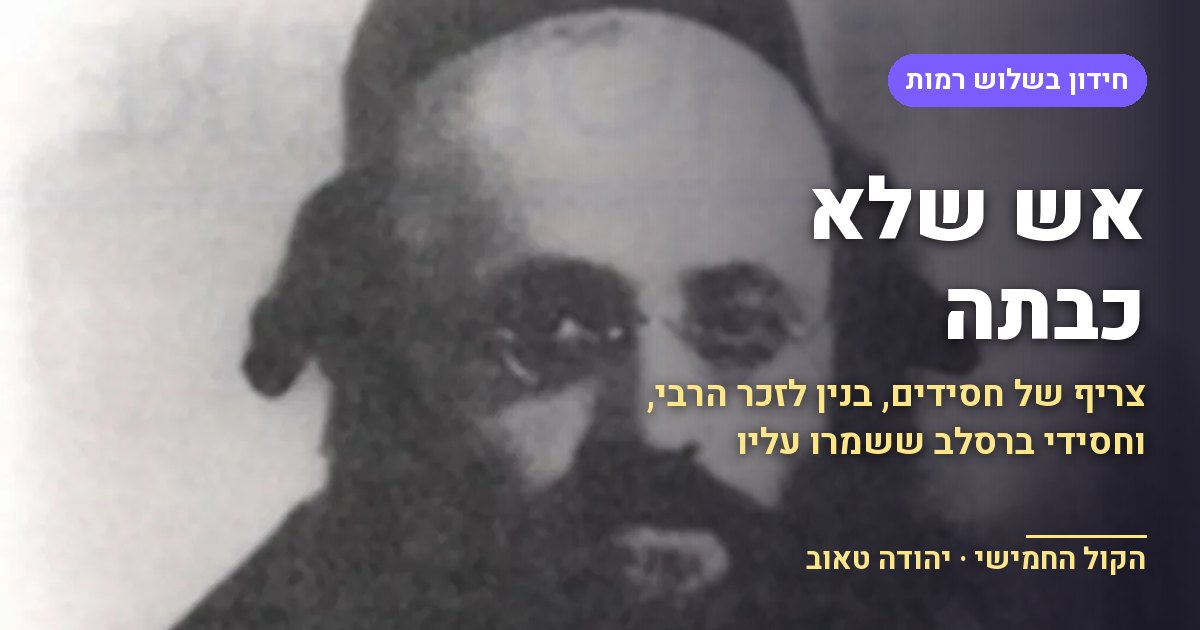 חידון בשלוש רמות
אש שלא
כבתה
צריף של חסידים, בנין לזכר הרבי,
וחסידי ברסלב ששמרו עליו
הקול החמישי · יהודה טאוב